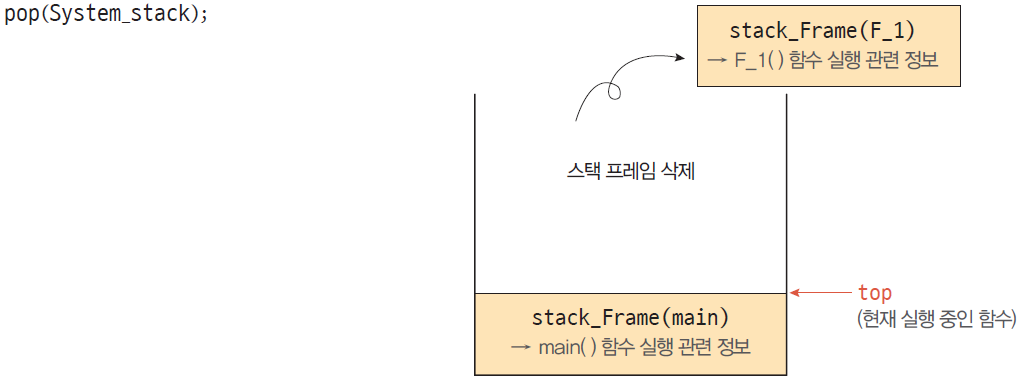 pop(System_stack);
stack_Frame(F_1)
→ F_1( ) 함수 실행 관련 정보
스택 프레임 삭제
top
(현재 실행 중인 함수)
stack_Frame(main)
→ main( ) 함수 실행 관련 정보